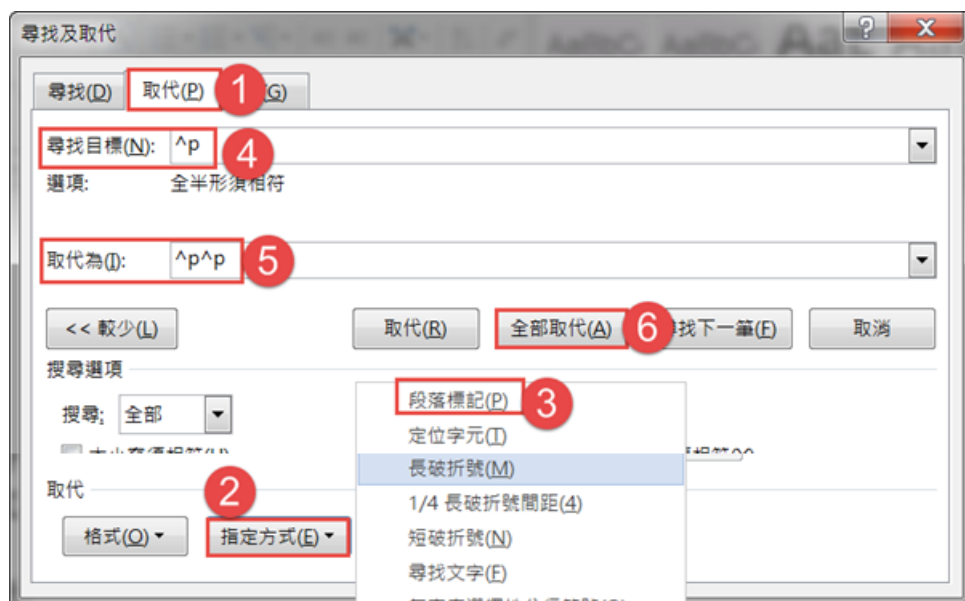 尋找及取代
尋找(D) 取代(P) 1 (G)
尋找目標(N): ^p 4
選項: 全半形須相符
取代為(I): ^p^p 5
<< 較少(L) 取代(R) 全部取代(A) 6 找下一筆(F) 取消
搜尋選項
搜尋; 全部
段落標記(P) 3
定位字元(T)
長破折號(M)
取代 2
1/4 長破折號間距(4)
格式(O) 指定方式(E)
短破折號(N)
尋找文字(F)